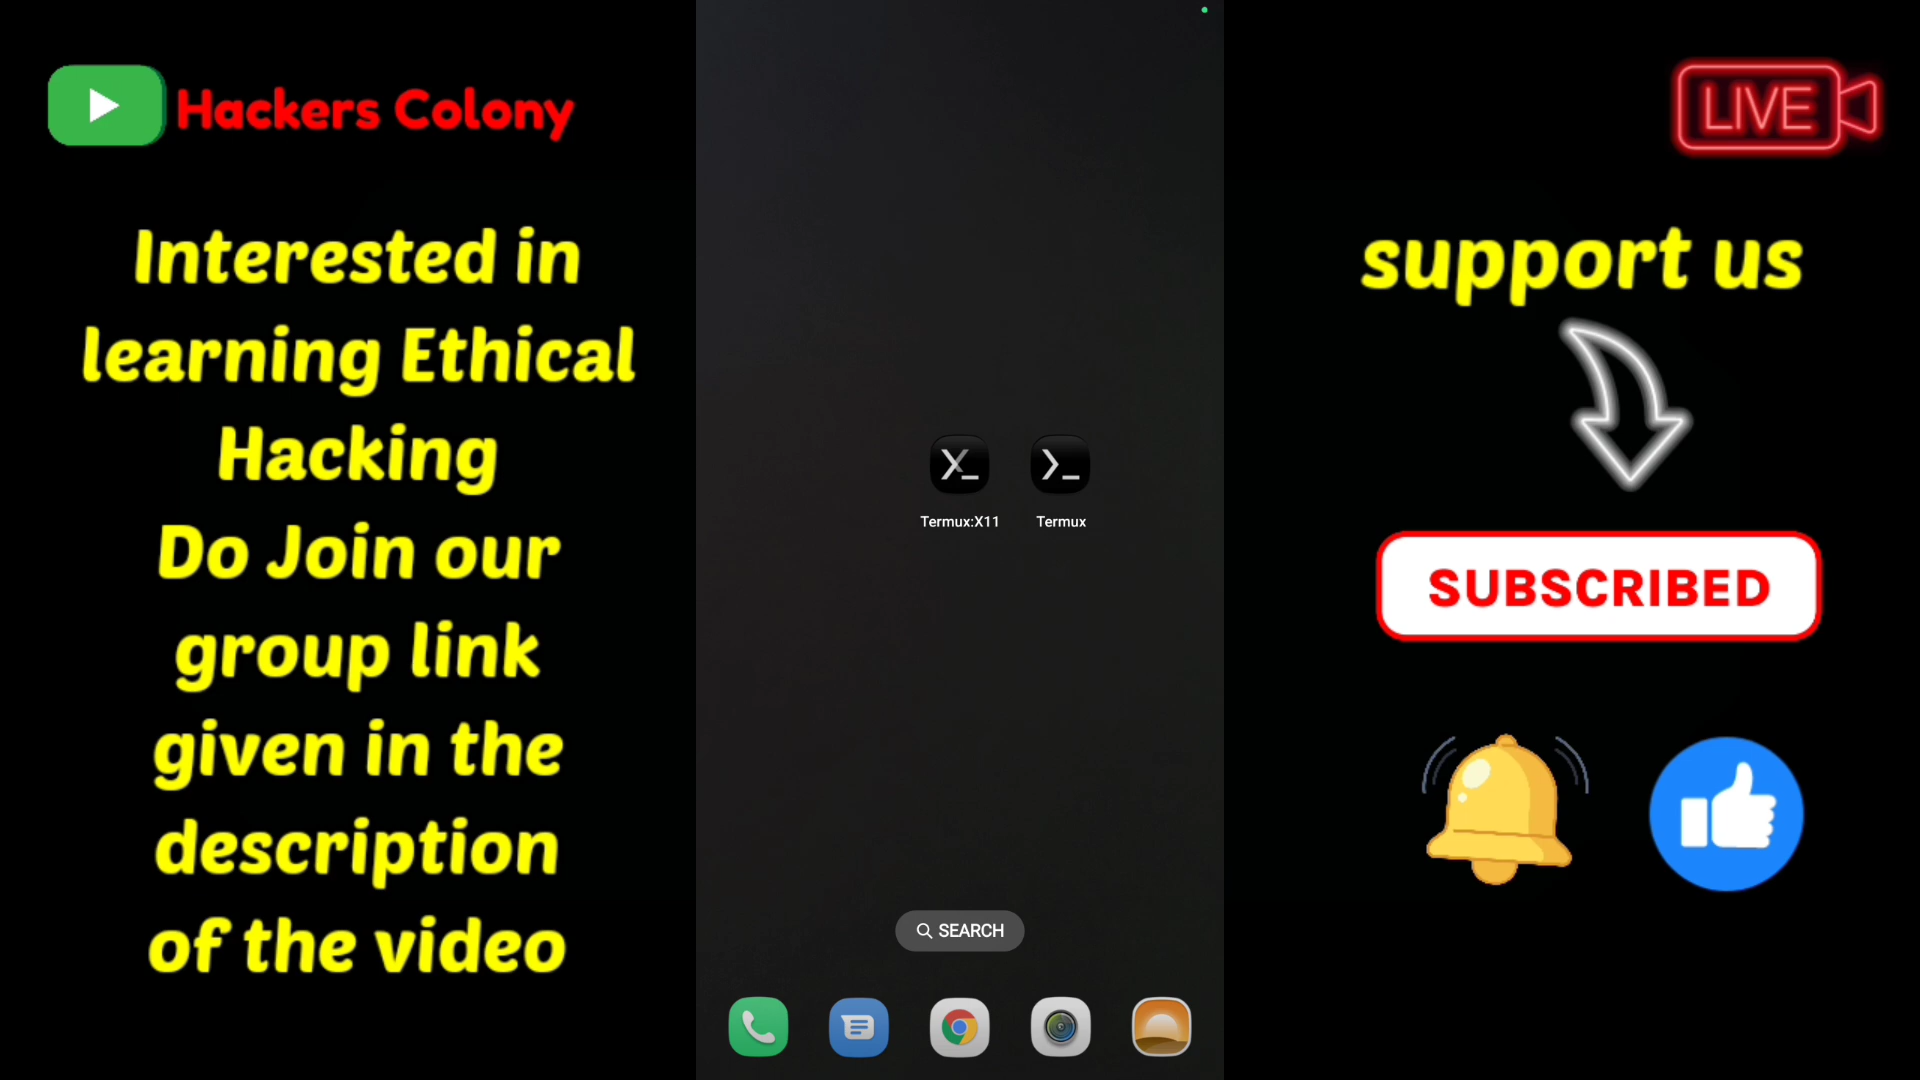 Hackers Colony
LIVE
Interested in
learning Ethical
Hacking
Do Join our
group link
given in the
description
of the video
Termux:X11
Termux
SEARCH
support us
SUBSCRIBED